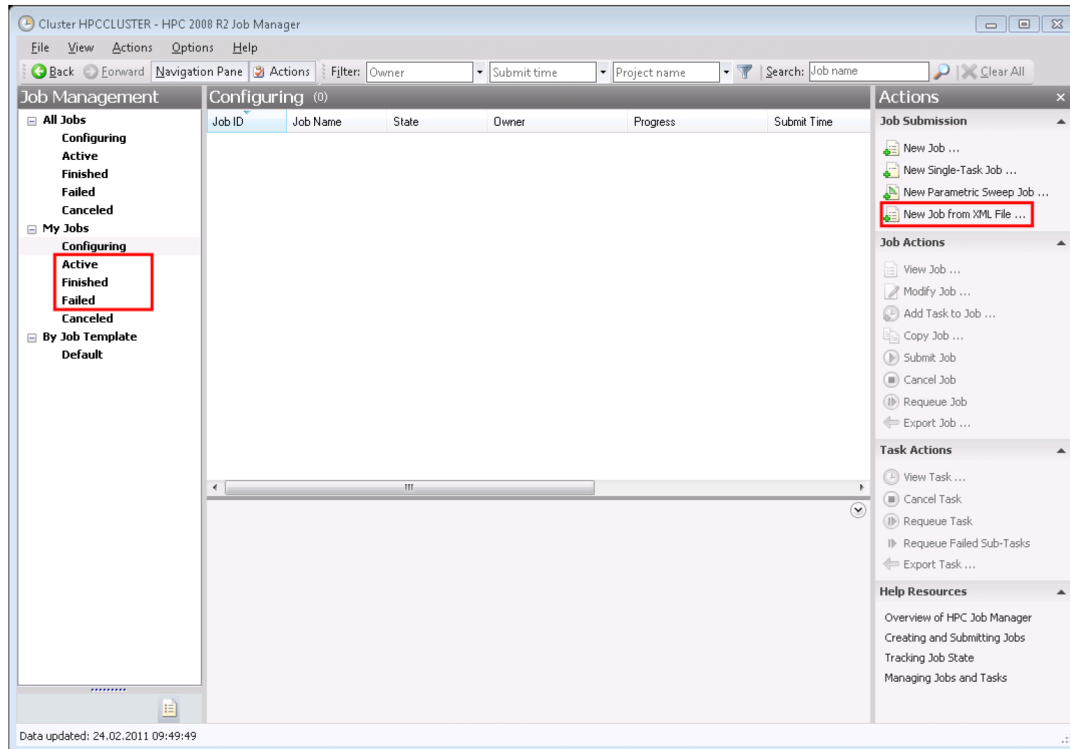 Cluster HPCCLUSTER - HPC 2008 R2 Job Manager
File View Actions Options Help
Back Forward Navigation Pane Actions Filter: Owner Submit time Project name Search: Job name Clear All
Job Management
All Jobs
Configuring
Active
Finished
Failed
Canceled
My Jobs
Configuring
Active
Finished
Failed
Canceled
By Job Template
Default
Configuring (0)
Job ID Job Name State Owner Progress Submit Time
Actions
Job Submission
New Job ...
New Single-Task Job ...
New Parametric Sweep Job ...
New Job from XML File ...
Job Actions
View Job ...
Modify Job ...
Add Task to Job ...
Copy Job ...
Submit Job
Cancel Job
Requeue Job
Export Job ...
Task Actions
View Task ...
Cancel Task
Requeue Task
Requeue Failed Sub-Tasks
Export Task ...
Help Resources
Overview of HPC Job Manager
Creating and Submitting Jobs
Tracking Job State
Managing Jobs and Tasks
Data updated: 24.02.2011 09:49:49